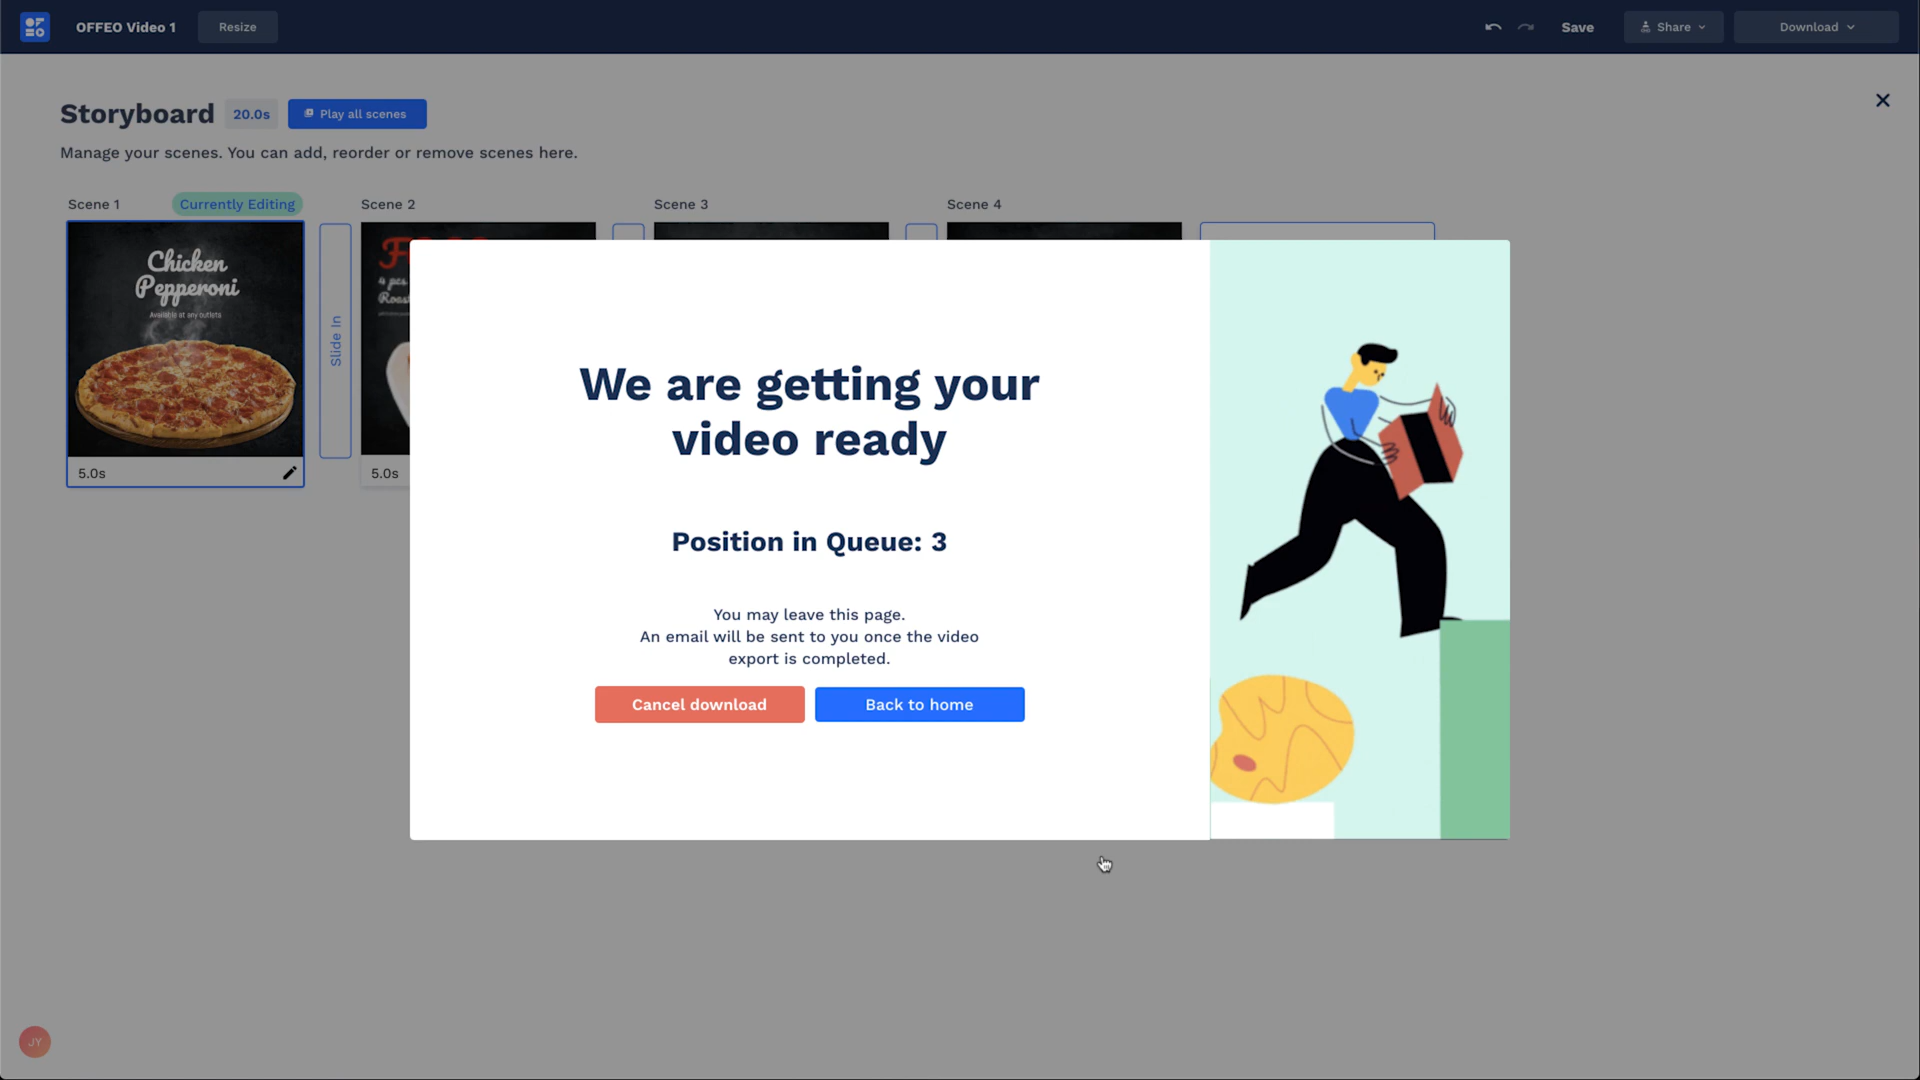 OFFEO Video 1
Resize
Save
Share
Download
Storyboard
20.0s
Play all scenes
Manage your scenes. You can add, reorder or remove scenes here.
Scene 1
Currently Editing
Scene 2
Scene 3
Scene 4
Chicken
Pepperoni
Available at any outlets
Slide In
4 pcs
5.0s
5.0s
We are getting your
video ready
Position in Queue: 3
You may leave this page.
An email will be sent to you once the video
export is completed.
Cancel download
Back to home
JY